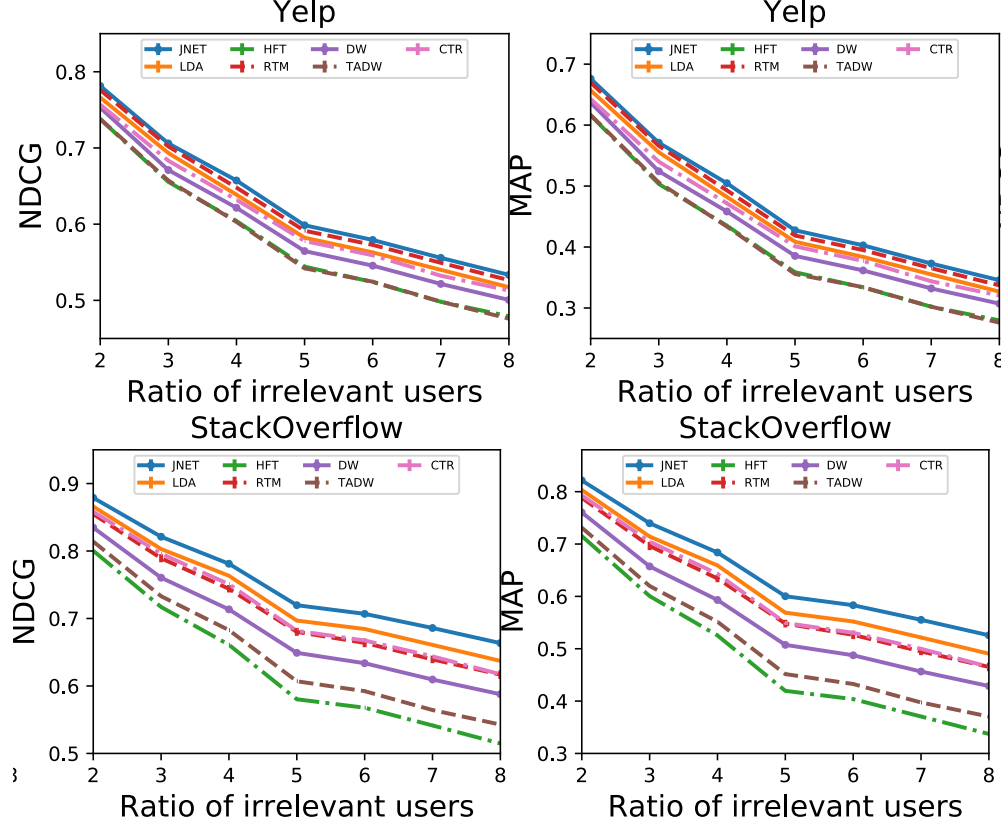 Yelp
JNET HFT DW CTR
LDA RTM TADW
0.8
0.7
0.6
0.5
NDCG
2 3 4 5 6 7 8
Ratio of irrelevant users
Yelp
JNET HFT DW CTR
LDA RTM TADW
0.7
0.6
0.5
0.4
0.3
MAP
2 3 4 5 6 7 8
Ratio of irrelevant users
StackOverflow
JNET HFT DW CTR
LDA RTM TADW
0.9
0.8
0.7
0.6
0.5
NDCG
2 3 4 5 6 7 8
Ratio of irrelevant users
StackOverflow
JNET HFT DW CTR
LDA RTM TADW
0.8
0.7
0.6
0.5
0.4
0.3
MAP
2 3 4 5 6 7 8
Ratio of irrelevant users